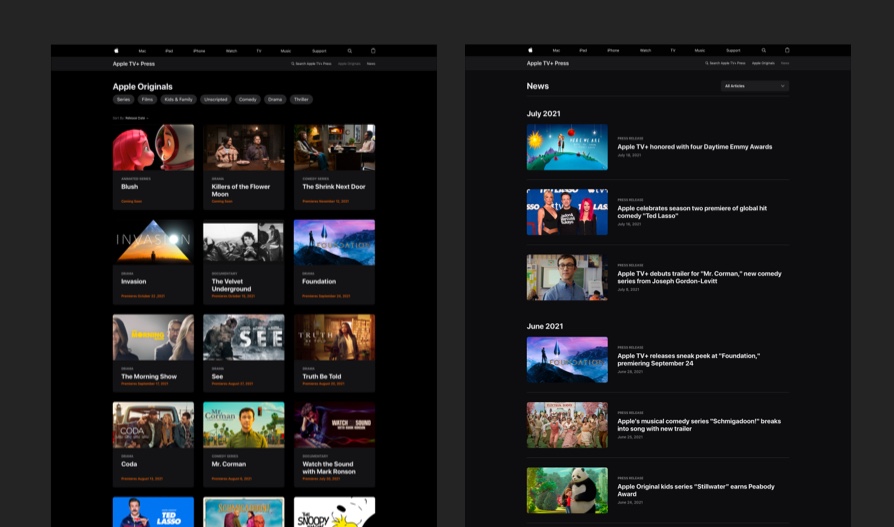 Mac iPad iPhone Watch TV Music Support
Apple TV+ Press
Search Apple TV+ Press Apple Originals News
Apple Originals
Series Films Kids & Family Unscripted Comedy Drama Thriller
Sort By Release Date
ANIMATED SERIES
Blush
Coming Soon
DRAMA
Killers of the Flower
Moon
Coming Soon
COMEDY SERIES
The Shrink Next Door
Premieres November 12, 2021
INVASION
DRAMA
Invasion
Premieres October 22, 2021
DOCUMENTARY
The Velvet
Underground
Premieres October 15, 2021
FOUNDATION
DRAMA
Foundation
Premieres September 24, 2021
THE
MORNING
DRAMA
The Morning Show
Premieres September 17, 2021
SEE
DRAMA
See
Premieres August 27, 2021
TRUTH
DRAMA
Truth Be Told
Premieres August 20, 2021
CODA
DRAMA
Coda
Premieres August 13, 2021
Mr.
Corman
COMEDY SERIES
Mr. Corman
Premieres August 6, 2021
WATCH SOUND
DOCUMENTARY
Watch the Sound
with Mark Ronson
Premieres July 30, 2021
TED
LASSO
THE
SNOOPY
Mac iPad iPhone Watch TV Music Support
Apple TV+ Press
Search Apple TV+ Press Apple Originals News
News
All Articles
July 2021
PRESS RELEASE
Apple TV+ honored with four Daytime Emmy Awards
July 19, 2021
LASSO
PRESS RELEASE
Apple celebrates season two premiere of global hit
comedy "Ted Lasso"
July 16, 2021
PRESS RELEASE
Apple TV+ debuts trailer for "Mr. Corman," new comedy
series from Joseph Gordon-Levitt
July 8, 2021
June 2021
FOUNDATION
PRESS RELEASE
Apple TV+ releases sneak peek at "Foundation,"
premiering September 24
June 28, 2021
PRESS RELEASE
Apple's musical comedy series "Schmigadoon!" breaks
into song with new trailer
June 23, 2021
PRESS RELEASE
Apple Original kids series "Stillwater" earns Peabody
Award